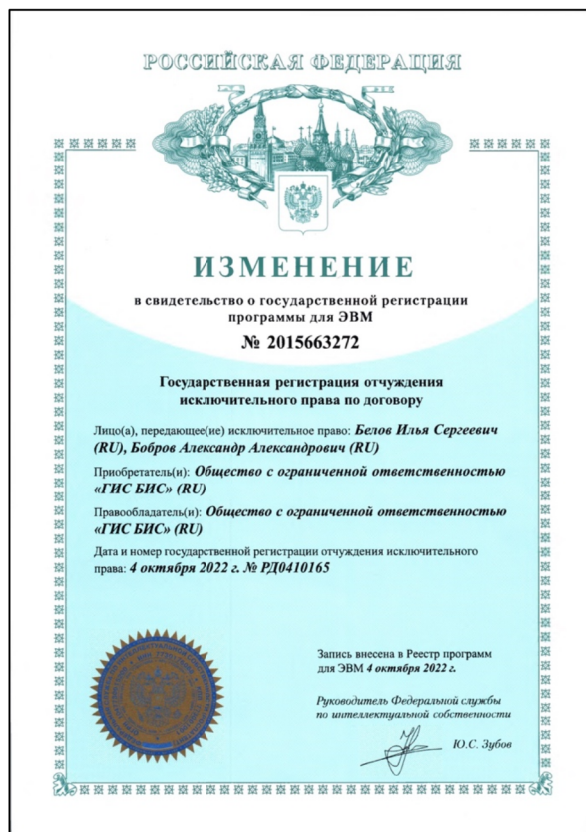 РОССИЙСКАЯ ФЕДЕРАЦИЯ
ИЗМЕНЕНИЕ
в свидетельство о государственной регистрации
программы для ЭВМ
№ 2015663272
Государственная регистрация отчуждения
исключительного права по договору
Лицо(а), передающее(ие) исключительное право: Белов Илья Сергеевич
(RU), Бобров Александр Александрович (RU)
Приобретатель(и): Общество с ограниченной ответственностью
«ГИС БИС» (RU)
Правообладатель(и): Общество с ограниченной ответственностью
«ГИС БИС» (RU)
Дата и номер государственной регистрации отчуждения исключительного
права: 4 октября 2022 г. № РД0410165
Запись внесена в Реестр программ
для ЭВМ 4 октября 2022 г.
Руководитель Федеральной службы
по интеллектуальной собственности
Ю.С. Зубов